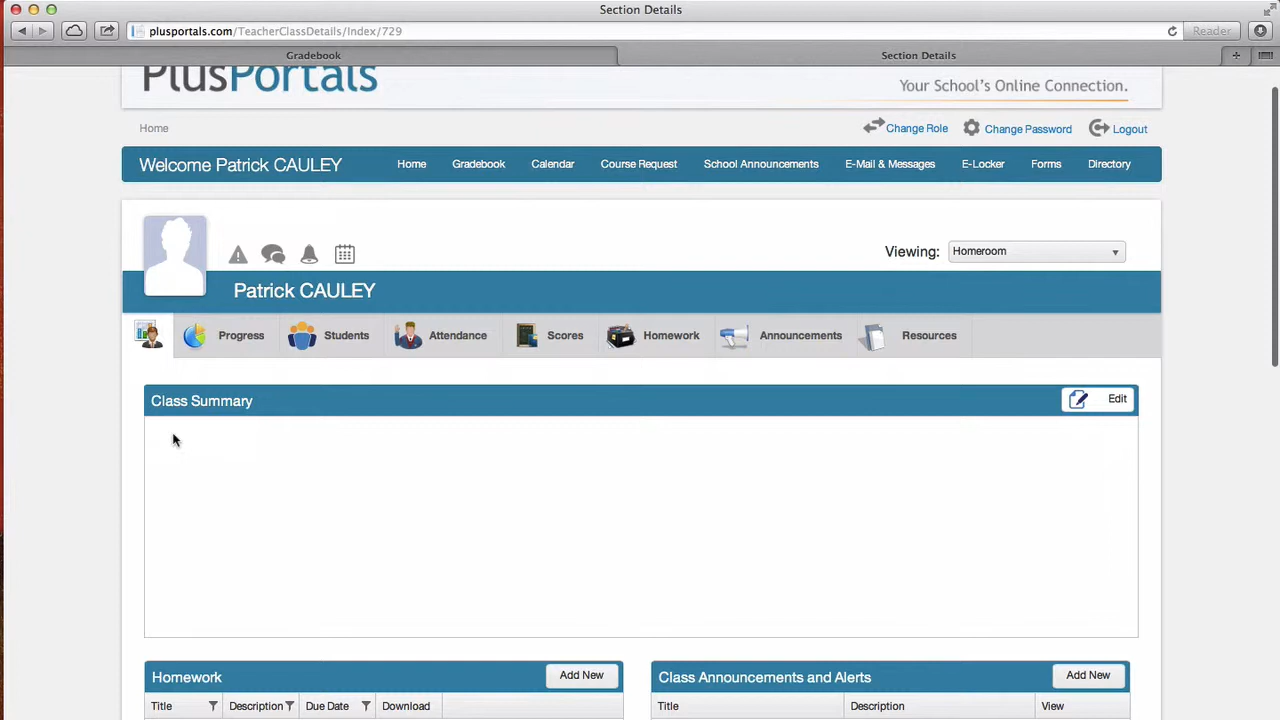 Section Details
plusportals.com/TeacherClassDetails/Index/729
Reader
Gradebook
Section Details
PlusPortals
Your School's Online Connection.
Home
Change Role
Change Password
Logout
Welcome Patrick CAULEY
Home
Gradebook
Calendar
Course Request
School Announcements
E-Mail & Messages
E-Locker
Forms
Directory
Viewing:
Homeroom
Patrick CAULEY
Progress
Students
Attendance
Scores
Homework
Announcements
Resources
Class Summary
Edit
Homework
Add New
Class Announcements and Alerts
Add New
Title
Description
Due Date
Download
Title
Description
View